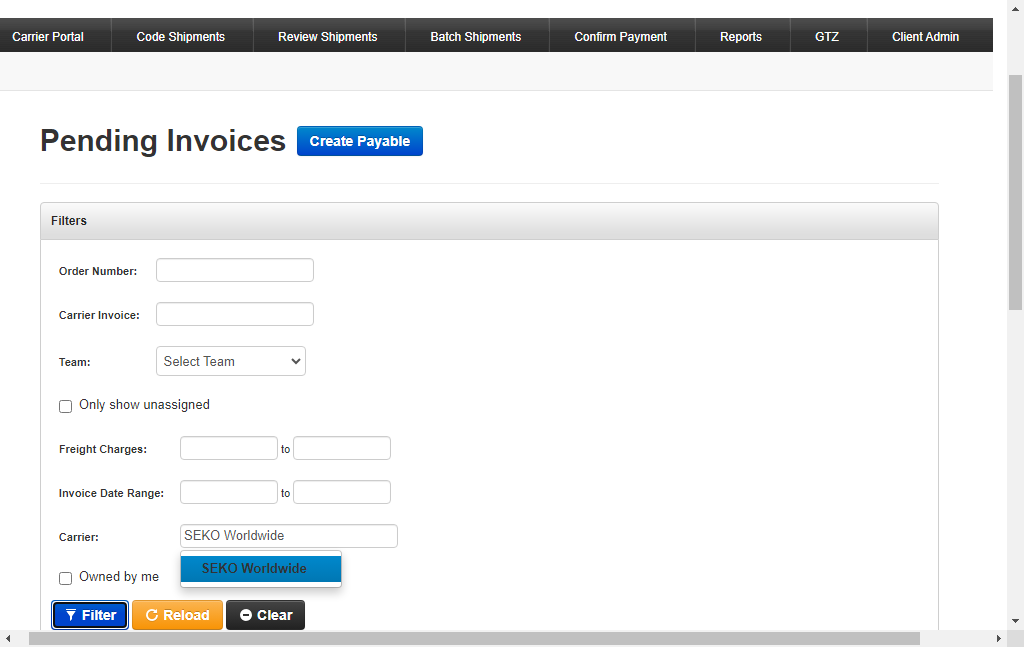 Carrier Portal Code Shipments Review Shipments Batch Shipments Confirm Payment Reports GTZ Client Admin
Pending Invoices Create Payable
Filters
Order Number:
Carrier Invoice:
Team: Select Team
Only show unassigned
Freight Charges: to
Invoice Date Range: to
Carrier: SEKO Worldwide
SEKO Worldwide
Owned by me
Filter Reload Clear